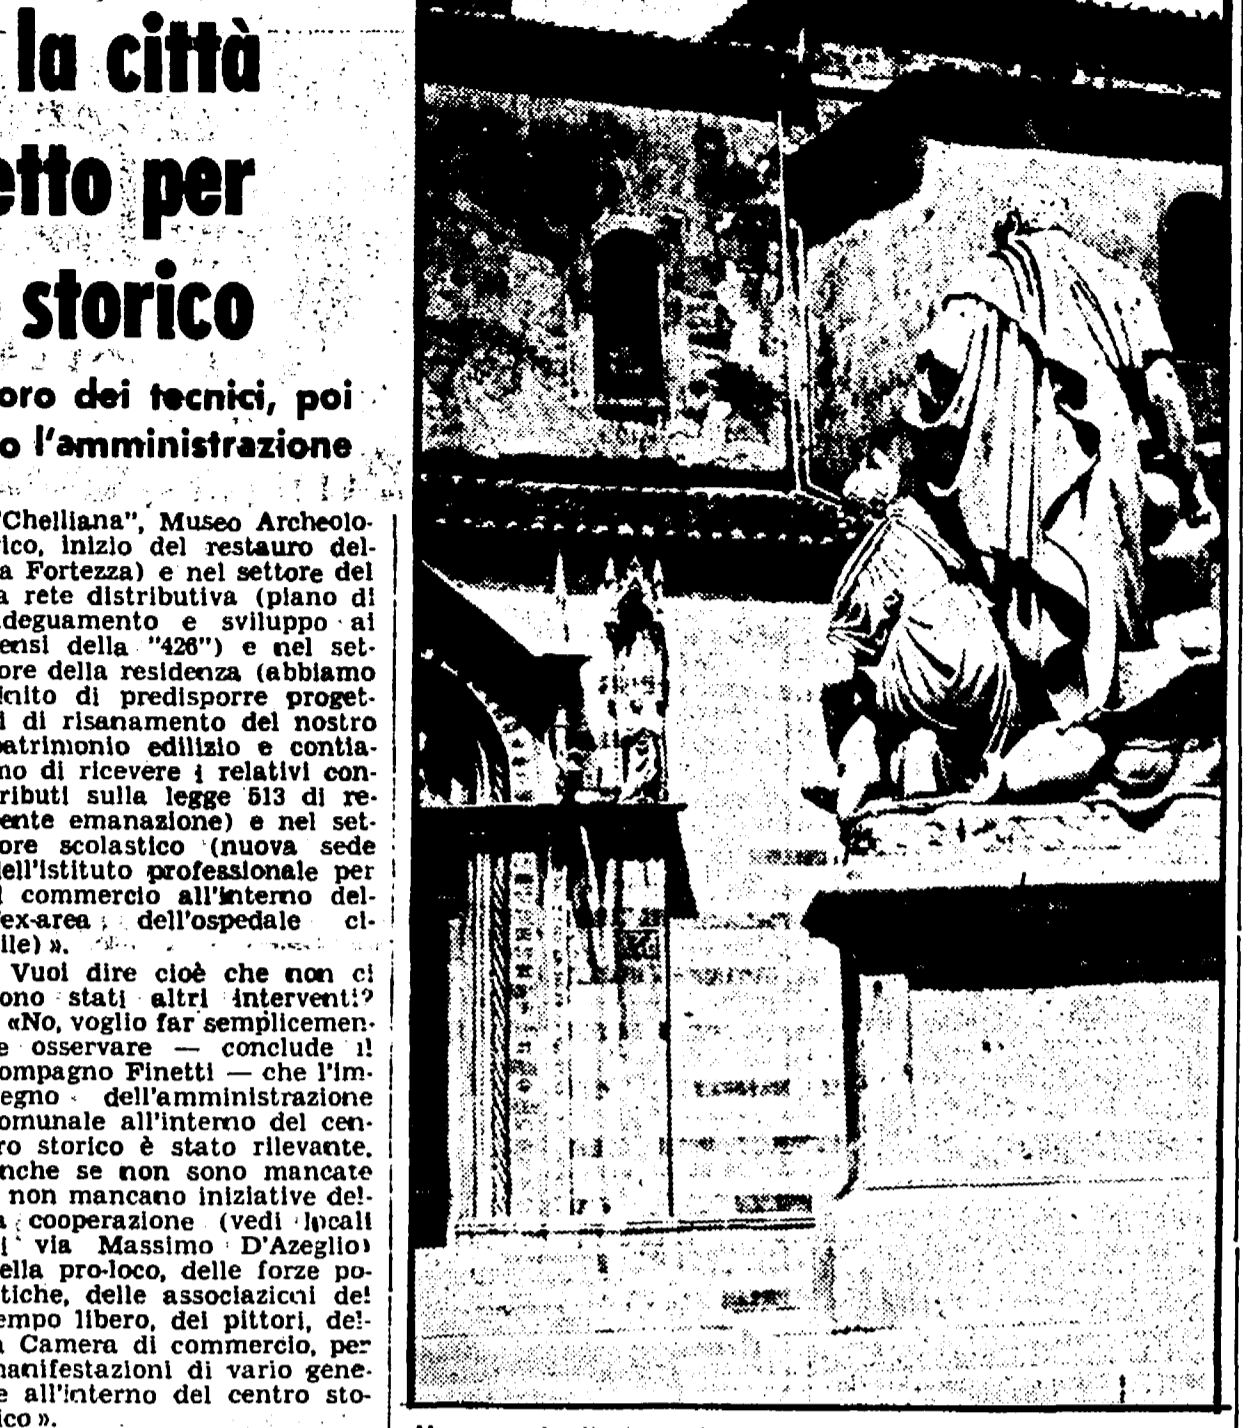 la città
etto per
storico
oro dei tecnici, poi
o l'amministrazione
"Chelliana", Museo Archeolo-
rico, inizio del restauro del-
a Fortezza) e nel settore del
a rete distributiva (piano di
deguamento e sviluppo ai
ensi della "426") e nel set-
ore della residenza (abbiamo
nito di predisporre proget-
i di risanamento del nostro
patrimonio edilizio e contia-
mo di ricevere i relativi con-
ributi sulla legge 513 di re-
ente emanazione) e nel set-
ore scolastico (nuova sede
dell'istituto professionale per
l commercio all'interno del-
'ex-area dell'ospedale ci-
ile) ».
Vuoi dire cioè che non ci
ono stati altri interventi?
«No, voglio far semplicemen-
e osservare — conclude il
ompagno Finetti — che l'im-
egno dell'amministrazione
omunale all'interno del cen-
ro storico è stato rilevante.
nche se non sono mancate
non mancano iniziative del-
a cooperazione (vedi locali
i via Massimo D'Azeglio)
ella pro-loco, delle forze po-
tiche, delle associazioni del
empo libero, dei pittori, del-
a Camera di commercio, per
manifestazioni di vario gene-
e all'interno del centro sto-
ico ».